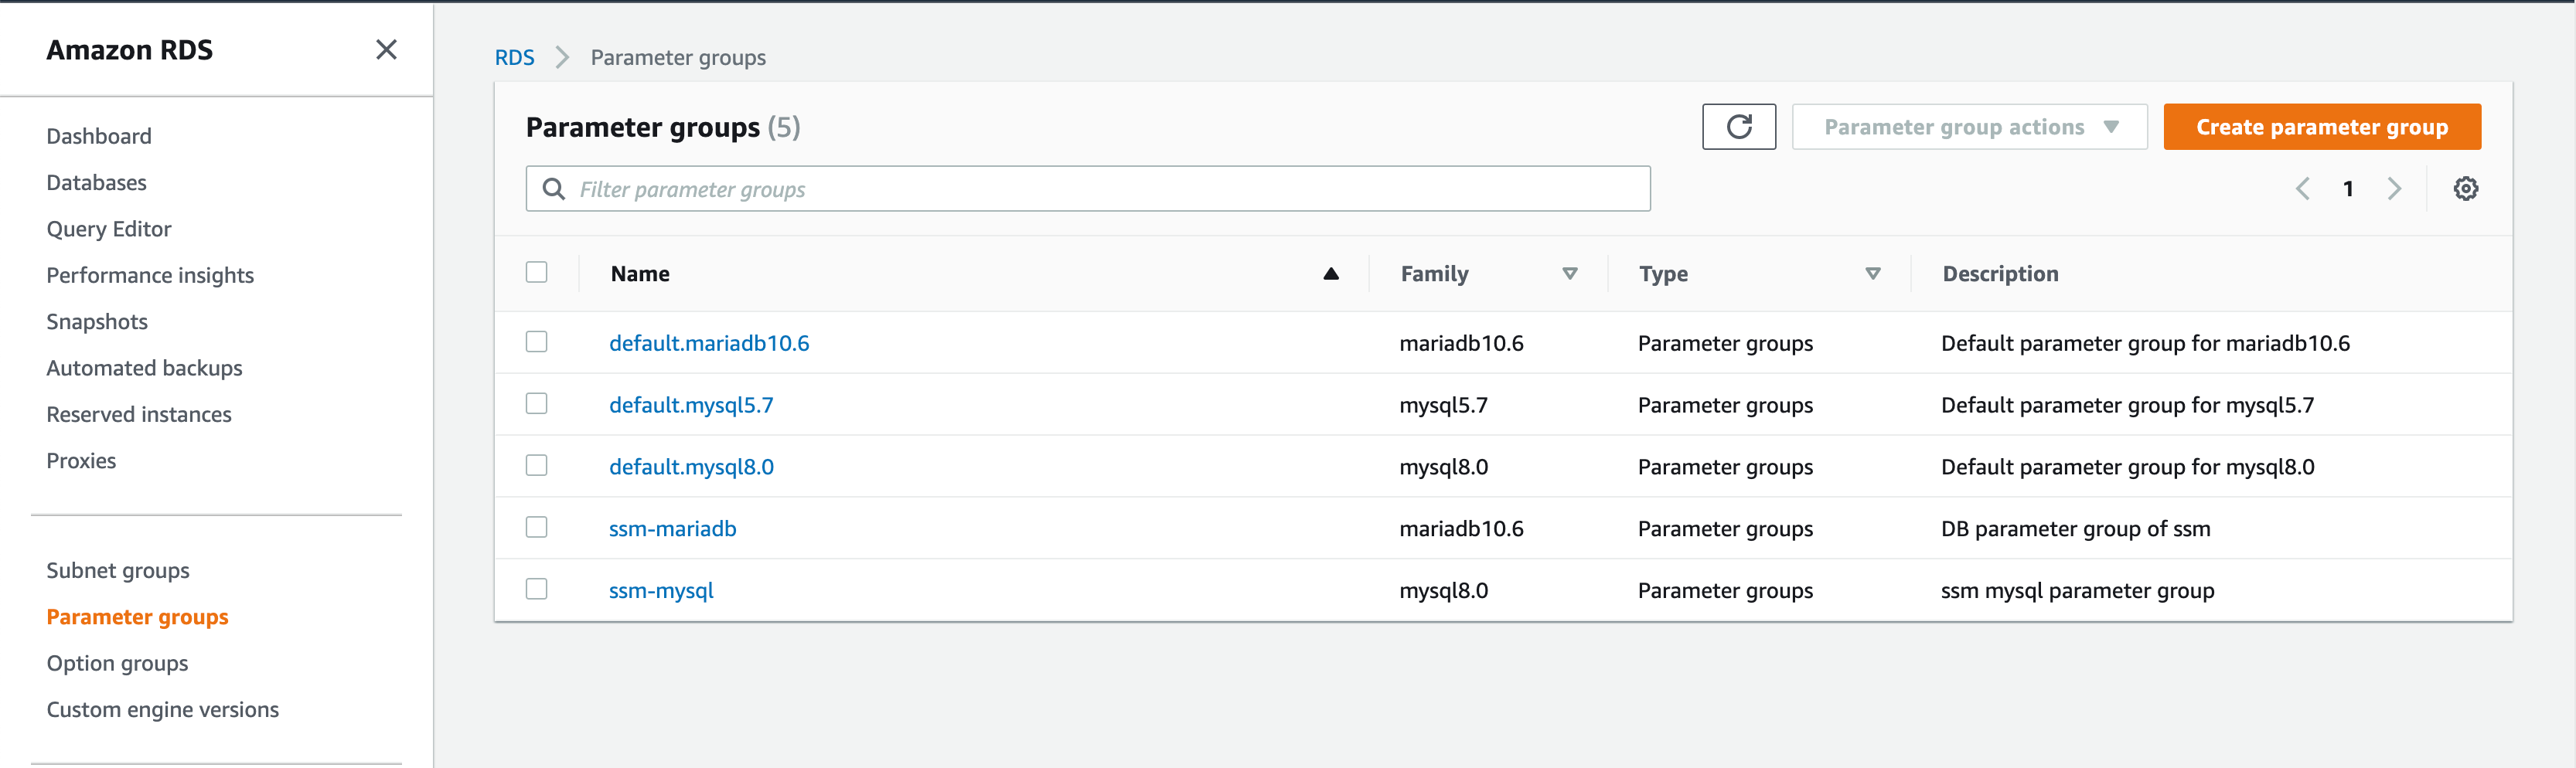 Amazon RDS
Dashboard
Databases
Query Editor
Performance insights
Snapshots
Automated backups
Reserved instances
Proxies
Subnet groups
Parameter groups
Option groups
Custom engine versions
RDS Parameter groups
Parameter groups (5)
Parameter group actions
Create parameter group
Filter parameter groups
1
Name Family Type Description
default.mariadb10.6 mariadb10.6 Parameter groups Default parameter group for mariadb10.6
default.mysql5.7 mysql5.7 Parameter groups Default parameter group for mysql5.7
default.mysql8.0 mysql8.0 Parameter groups Default parameter group for mysql8.0
ssm-mariadb mariadb10.6 Parameter groups DB parameter group of ssm
ssm-mysql mysql8.0 Parameter groups ssm mysql parameter group